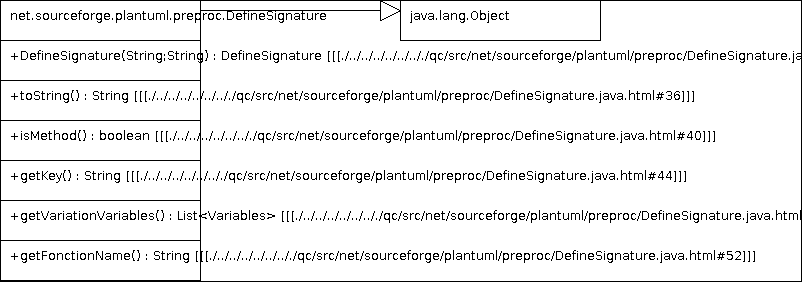 net.sourceforge.plantuml.preproc.DefineSignature
java.lang.Object
+DefineSignature(String;String) : DefineSignature [[[./../../../../../../../qc/src/net/sourceforge/plantuml/preproc/DefineSignature.ja
+toString() : String [[[./../../../../../../../qc/src/net/sourceforge/plantuml/preproc/DefineSignature.java.html#36]]]
+isMethod() : boolean [[[./../../../../../../../qc/src/net/sourceforge/plantuml/preproc/DefineSignature.java.html#40]]]
+getKey() : String [[[./../../../../../../../qc/src/net/sourceforge/plantuml/preproc/DefineSignature.java.html#44]]]
+getVariationVariables() : List<Variables> [[[./../../../../../../../qc/src/net/sourceforge/plantuml/preproc/DefineSignature.java.html
+getFonctionName() : String [[[./../../../../../../../qc/src/net/sourceforge/plantuml/preproc/DefineSignature.java.html#52]]]